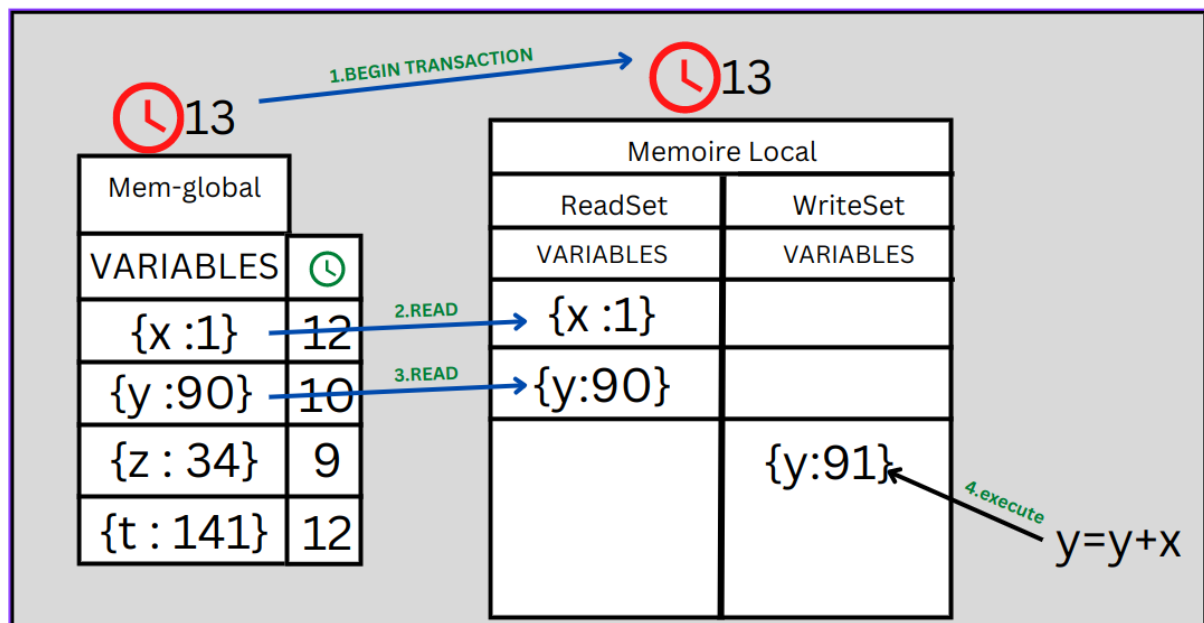 1.BEGIN TRANSACTION
13
13
Mem-global
VARIABLES
{x :1} 12
{y :90} 10
{z : 34} 9
{t : 141} 12
Memoire Local
ReadSet WriteSet
VARIABLES VARIABLES
2.READ
{x :1}
3.READ
{y:90}
{y:91}
4.execute
y=y+x